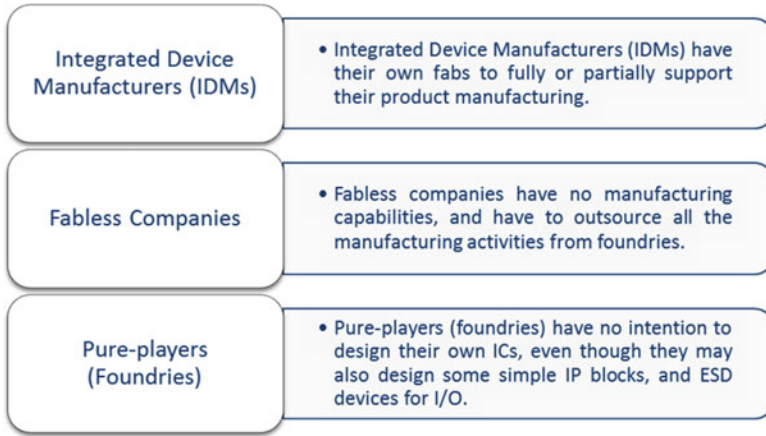 Integrated Device
Manufacturers (IDMs)
• Integrated Device Manufacturers (IDMs) have
their own fabs to fully or partially support
their product manufacturing.
Fabless Companies
• Fabless companies have no manufacturing
capabilities, and have to outsource all the
manufacturing activities from foundries.
Pure-players
(Foundries)
• Pure-players (foundries) have no intention to
design their own ICs, even though they may
also design some simple IP blocks, and ESD
devices for I/O.